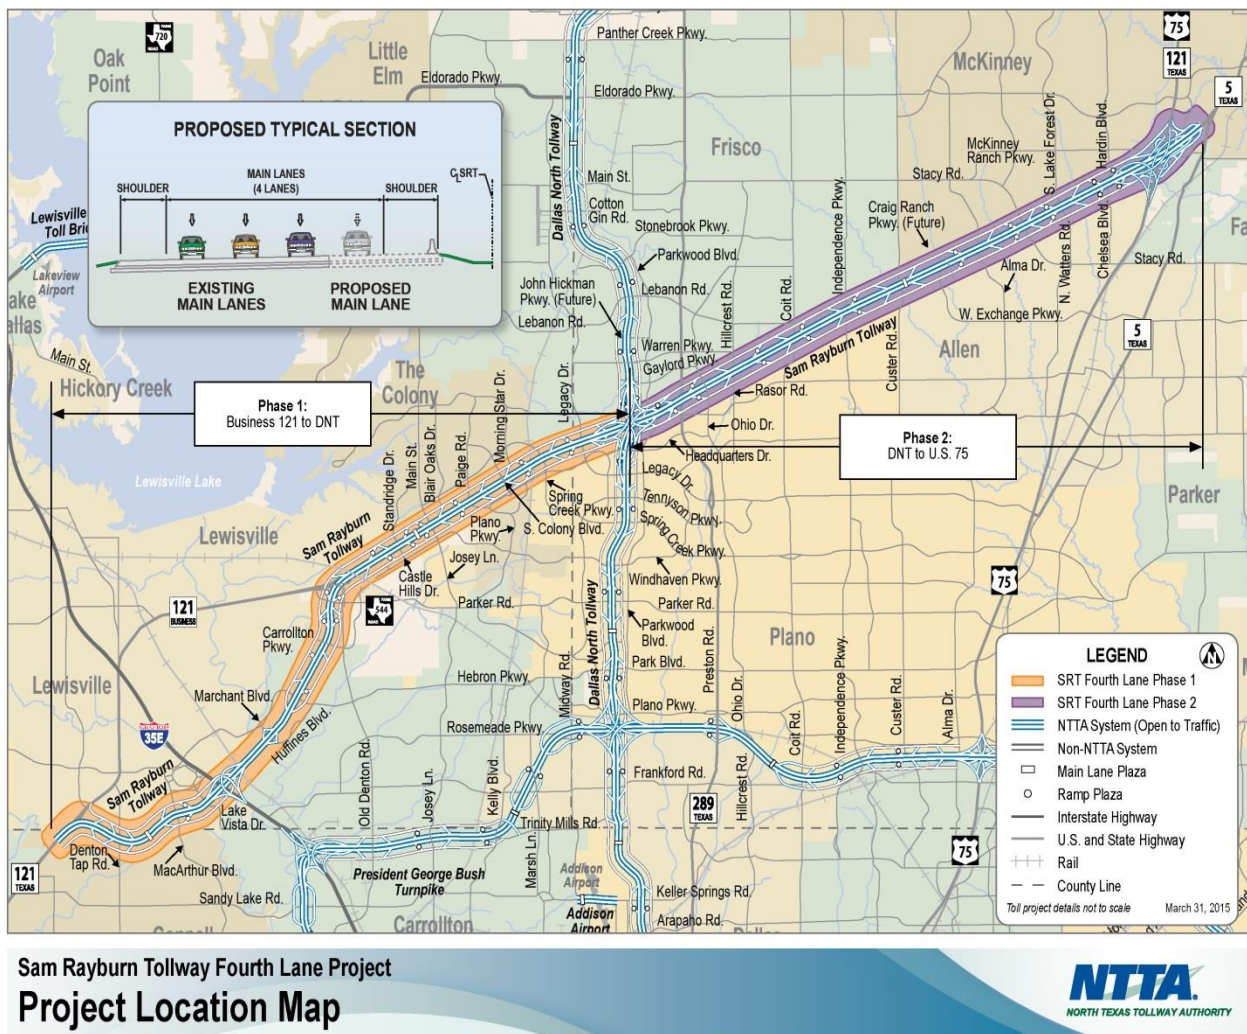 720
75
121
TEXAS
5
TEXAS
Oak
Point
Little
Elm
Panther Creek Pkwy.
McKinney
Eldorado Pkwy.
Eldorado Pkwy.
PROPOSED TYPICAL SECTION
MAIN LANES
(4 LANES)
SHOULDER
SHOULDER
CLSRT
EXISTING
MAIN LANES
PROPOSED
MAIN LANE
Dallas North Tollway
Frisco
McKinney
Ranch Pkwy.
S. Lake Forest Dr.
Hardin Blvd.
Main St.
Stacy Rd.
Cotton
Gin Rd.
Independence Pkwy.
Craig Ranch
Pkwy. (Future)
Lewisville
Toll Bri
Stonebrook Pkwy.
N. Watters Rd.
Chelsea Blvd.
Stacy Rd.
Fa
Lakeview
Airport
Parkwood Blvd.
Alma Dr.
John Hickman
Pkwy. (Future)
Lebanon Rd.
Hillcrest Rd.
Coit Rd.
ake
allas
Lebanon Rd.
W. Exchange Pkwy.
5
TEXAS
Warren Pkwy.
Gaylord Pkwy.
Sam Rayburn Tollway
Custer Rd.
Allen
Main St.
Hickory Creek
The
Colony
Legacy Dr.
Morning Star Dr.
Rasor Rd.
Phase 1:
Business 121 to DNT
Ohio Dr.
Phase 2:
DNT to U.S. 75
Headquarters Dr.
Standridge Dr.
Main St.
Blair Oaks Dr.
Paige Rd.
Legacy Dr.
Lewisville Lake
Spring
Creek Pkwy.
Tennyson Pkwy.
Parker
Lewisville
Sam Rayburn
Tollway
Plano
Pkwy.
S. Colony Blvd.
Spring Creek Pkwy.
Josey Ln.
Castle
Hills Dr.
Windhaven Pkwy.
75
121
BUSINESS
544
Parker Rd.
Dallas North Tollway
Parker Rd.
Parkwood
Blvd.
Carrollton
Pkwy.
Plano
Midway Rd.
Park Blvd.
Preston Rd.
Lewisville
Hebron Pkwy.
Marchant Blvd.
Plano Pkwy.
Ohio Dr.
Independence Pkwy.
Custer Rd.
Alma Dr.
Rosemeade Pkwy.
Coit Rd.
35E
Huffines Blvd.
Sam Rayburn
Tollway
Old Denton Rd.
Josey Ln.
Kelly Blvd.
Frankford Rd.
Hillcrest Rd.
289
TEXAS
Lake
Vista Dr.
Trinity Mills Rd.
Denton
Tap Rd.
MacArthur Blvd.
Marsh Ln.
75
121
TEXAS
President George Bush
Turnpike
Addison
Airport
Sandy Lake Rd.
Keller Springs Rd.
Addison
Airport
Arapaho Rd.
Carrollton
LEGEND
N
SRT Fourth Lane Phase 1
SRT Fourth Lane Phase 2
NTTA System (Open to Traffic)
Non-NTTA System
Main Lane Plaza
Ramp Plaza
Interstate Highway
U.S. and State Highway
Rail
County Line
Toll project details not to scale
March 31, 2015
Sam Rayburn Tollway Fourth Lane Project
Project Location Map
NTTA
NORTH TEXAS TOLLWAY AUTHORITY